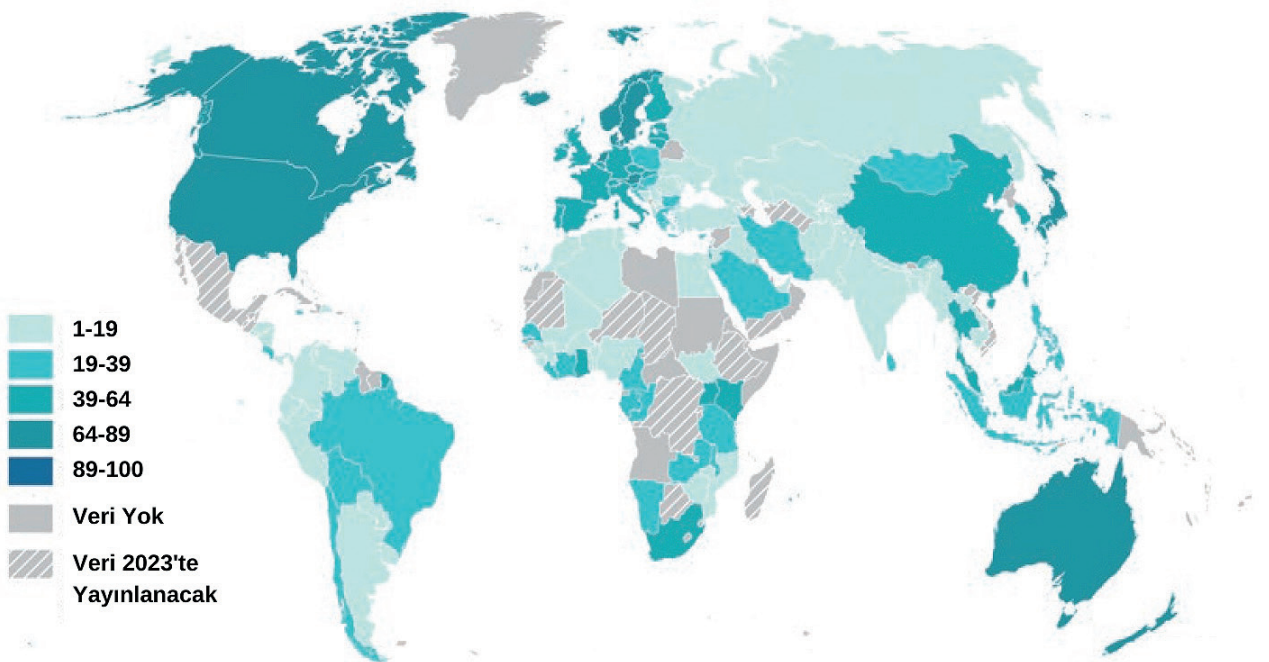 1-19
19-39
39-64
64-89
89-100
Veri Yok
Veri 2023'te
Yayınlanacak